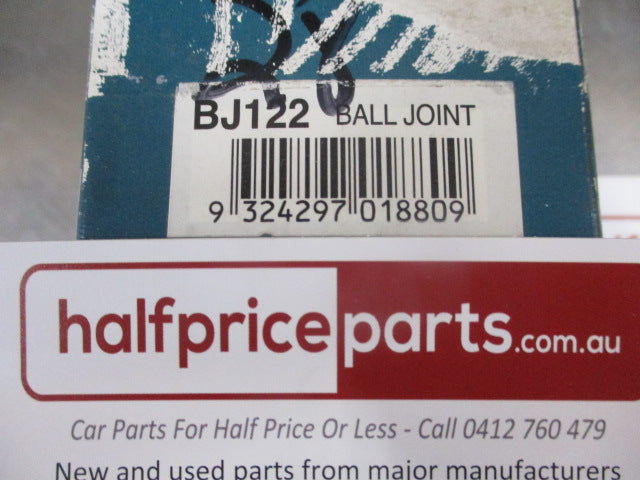 28
BJ122 BALL JOINT
9 324297 018809
halfpriceparts.com.au
Car Parts For Half Price Or Less - Call 0412 760 479
New and used parts from major manufacturers